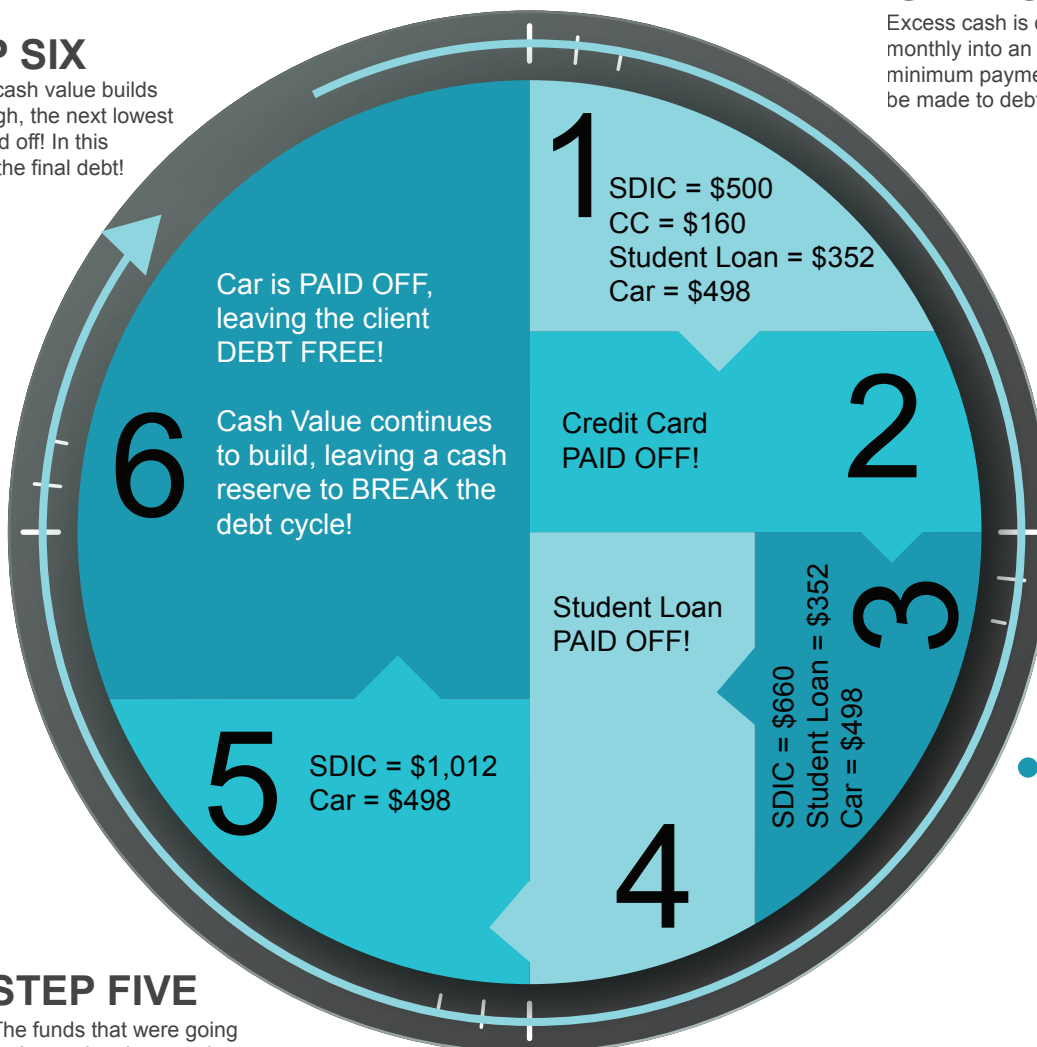 P SIX
cash value builds
gh, the next lowest
d off! In this
the final debt!
Excess cash is
monthly into an
minimum payme
be made to deb
1
SDIC = $500
CC = $160
Student Loan = $352
Car = $498
2
Credit Card
PAID OFF!
3
SDIC = $660
Student Loan = $352
Car = $498
4
Student Loan
PAID OFF!
5
SDIC = $1,012
Car = $498
6
Car is PAID OFF,
leaving the client
DEBT FREE!
Cash Value continues
to build, leaving a cash
reserve to BREAK the
debt cycle!
STEP FIVE
The funds that were going